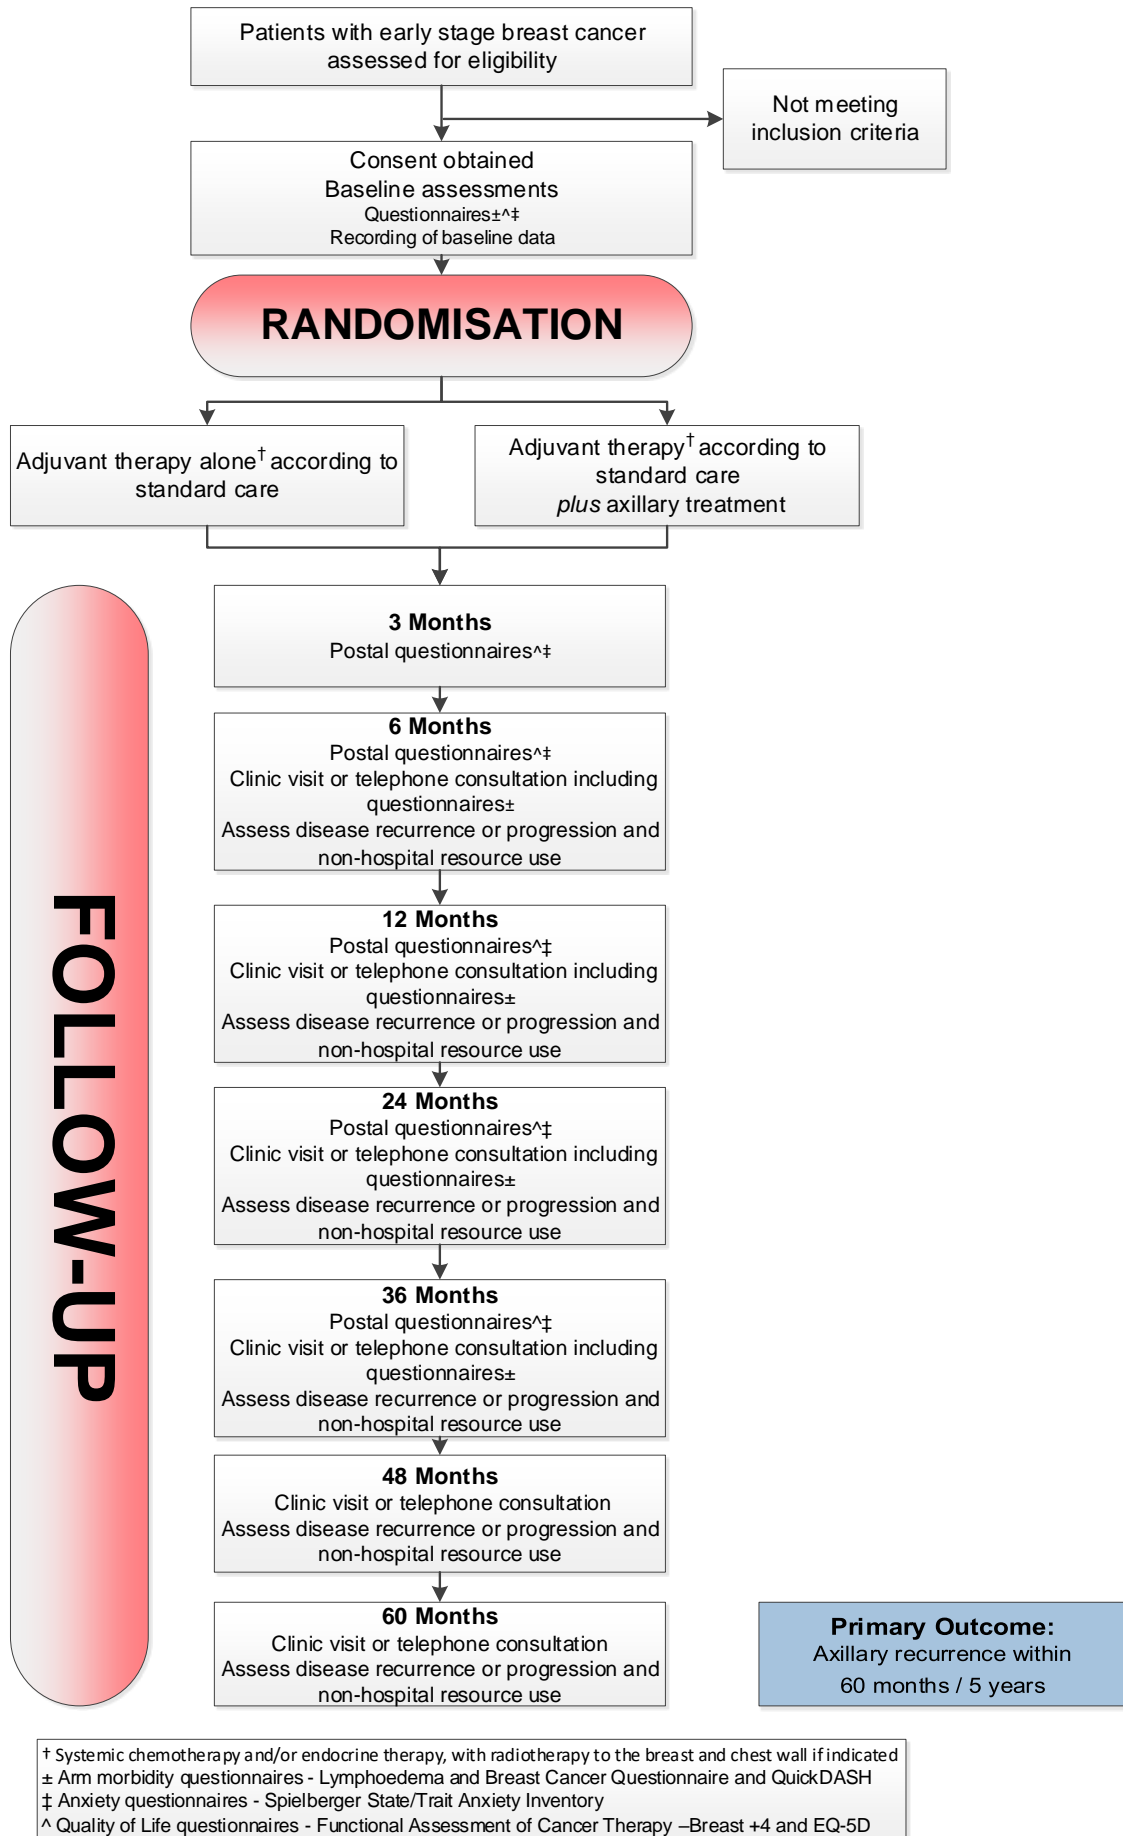 Patients with early stage breast cancer
assessed for eligibility
Not meeting
inclusion criteria
Consent obtained
Baseline assessments
Questionnaires±^‡
Recording of baseline data
RANDOMISATION
Adjuvant therapy alone† according to
standard care
Adjuvant therapy† according to
standard care
plus axillary treatment
FOLLOW-UP
3 Months
Postal questionnaires^‡
6 Months
Postal questionnaires^‡
Clinic visit or telephone consultation including
questionnaires±
Assess disease recurrence or progression and
non-hospital resource use
12 Months
Postal questionnaires^‡
Clinic visit or telephone consultation including
questionnaires±
Assess disease recurrence or progression and
non-hospital resource use
24 Months
Postal questionnaires^‡
Clinic visit or telephone consultation including
questionnaires±
Assess disease recurrence or progression and
non-hospital resource use
36 Months
Postal questionnaires^‡
Clinic visit or telephone consultation including
questionnaires±
Assess disease recurrence or progression and
non-hospital resource use
48 Months
Clinic visit or telephone consultation
Assess disease recurrence or progression and
non-hospital resource use
60 Months
Clinic visit or telephone consultation
Assess disease recurrence or progression and
non-hospital resource use
Primary Outcome:
Axillary recurrence within
60 months / 5 years
† Systemic chemotherapy and/or endocrine therapy, with radiotherapy to the breast and chest wall if indicated
± Arm morbidity questionnaires - Lymphoedema and Breast Cancer Questionnaire and QuickDASH
‡ Anxiety questionnaires - Spielberger State/Trait Anxiety Inventory
^ Quality of Life questionnaires - Functional Assessment of Cancer Therapy –Breast +4 and EQ-5D